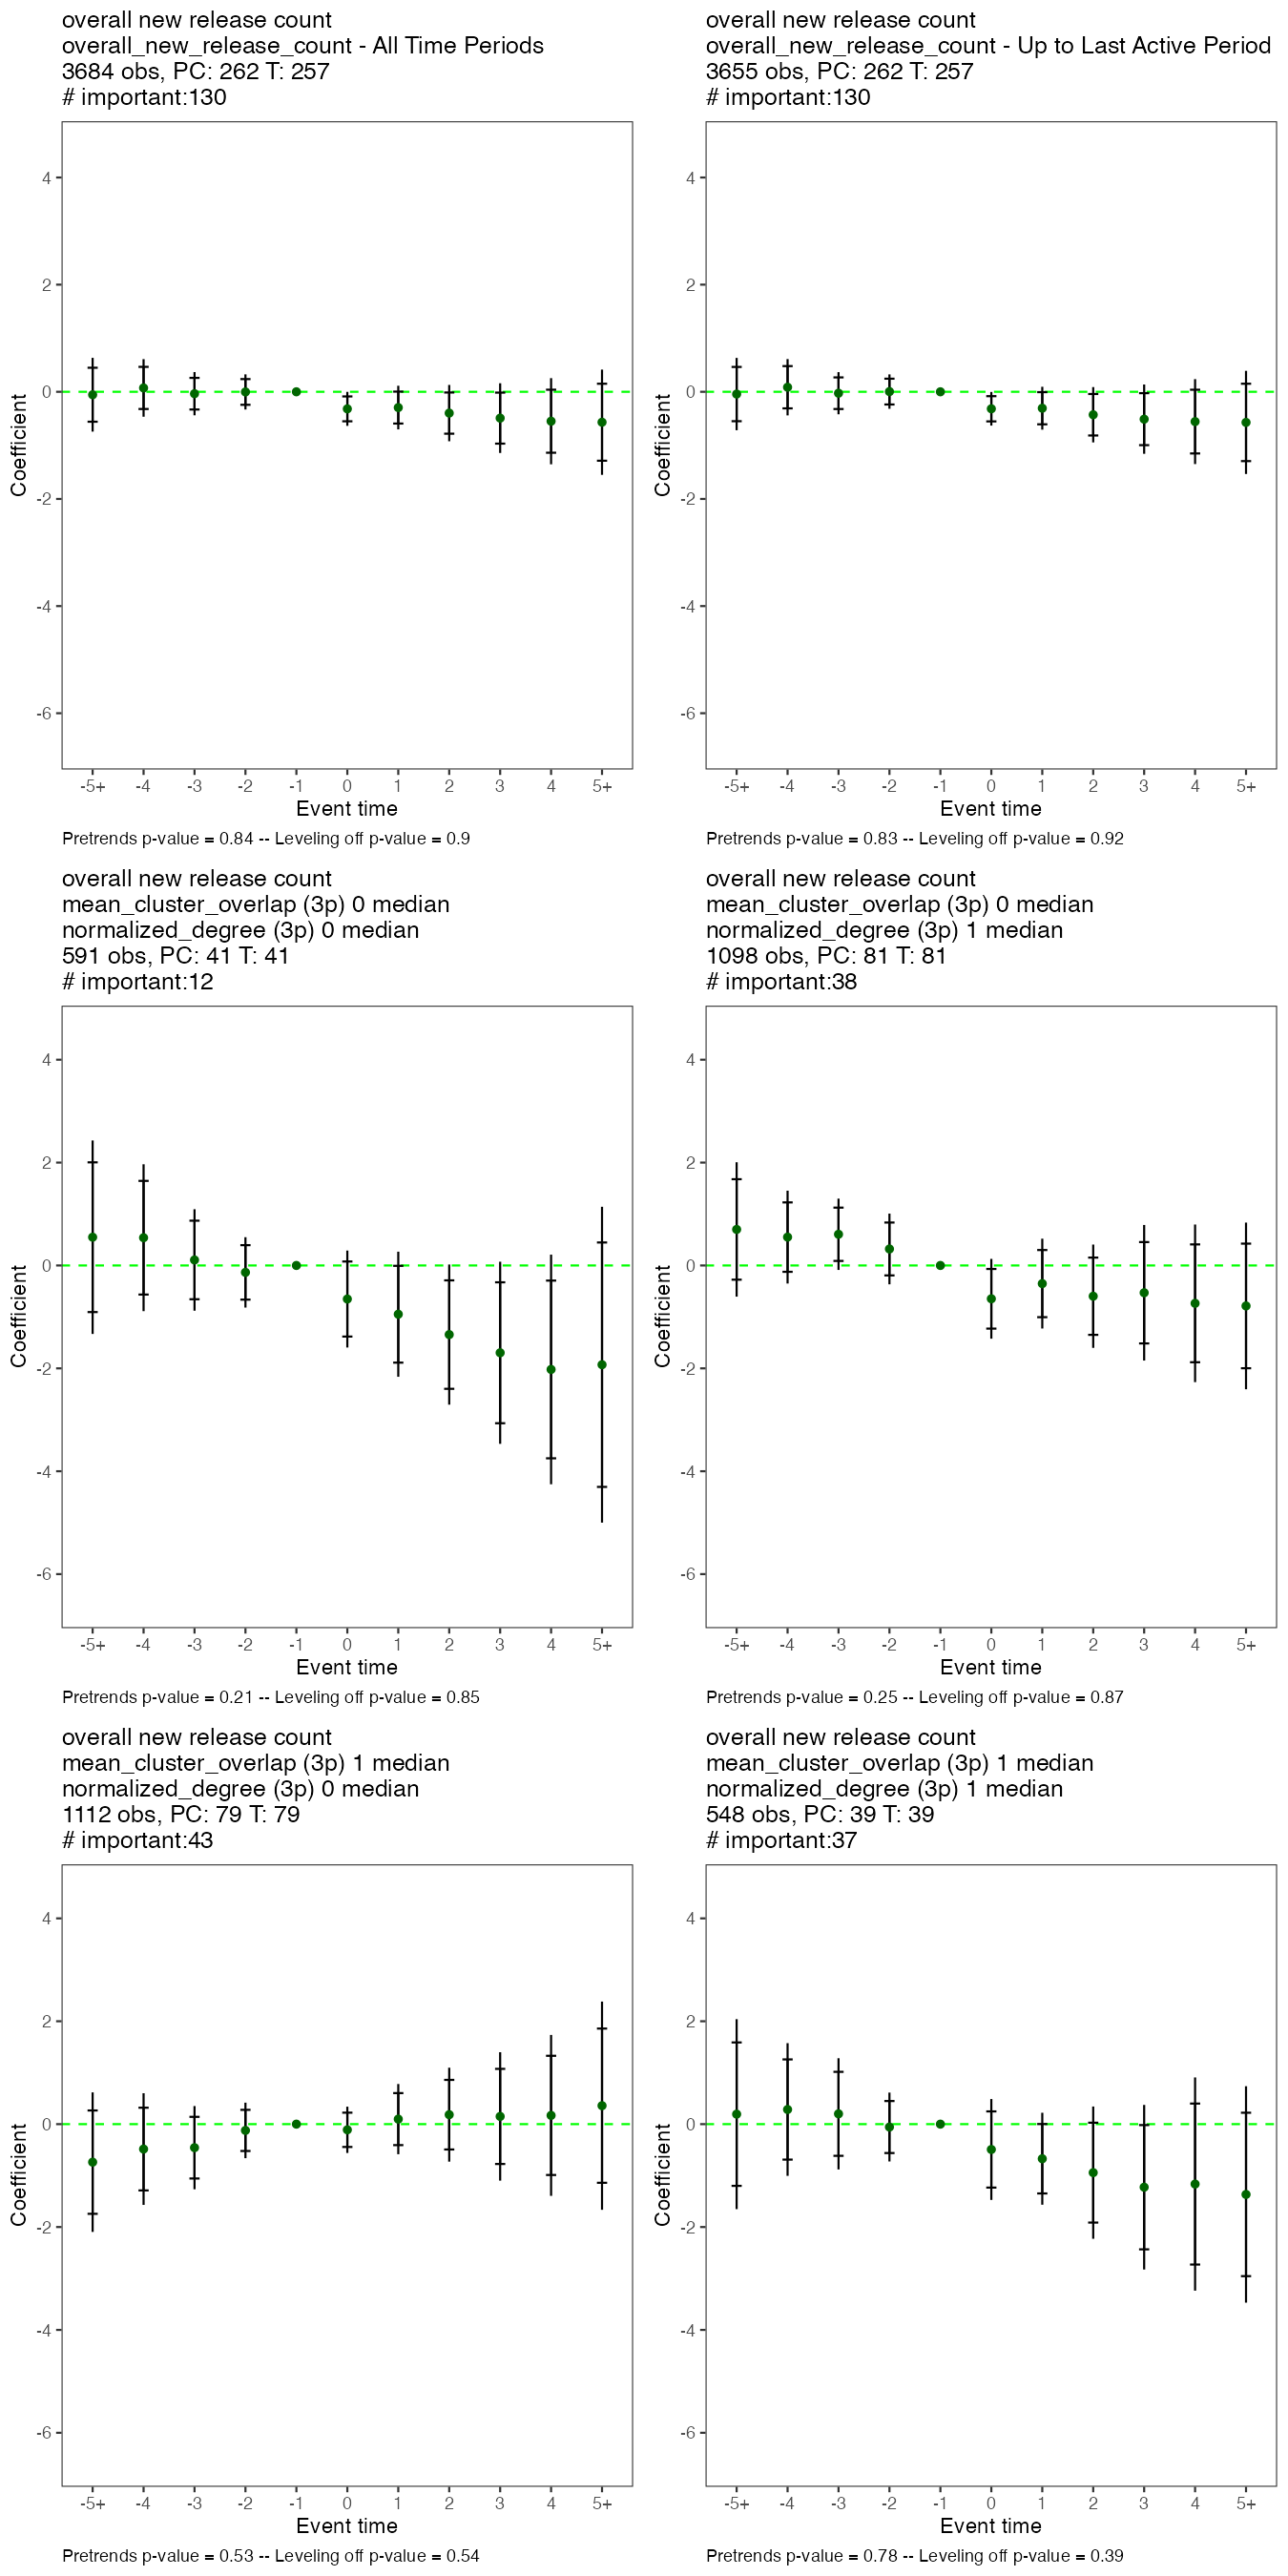 overall new release count
overall_new_release_count - All Time Periods
3684 obs, PC: 262 T: 257
# important:130
4
2
0
-2
-4
-6
Coefficient
-5+ -4 -3 -2 -1 0 1 2 3 4 5+
Event time
Pretrends p-value = 0.84 -- Leveling off p-value = 0.9
overall new release count
overall_new_release_count - Up to Last Active Period
3655 obs, PC: 262 T: 257
# important:130
4
2
0
-2
-4
-6
Coefficient
-5+ -4 -3 -2 -1 0 1 2 3 4 5+
Event time
Pretrends p-value = 0.83 -- Leveling off p-value = 0.92
overall new release count
mean_cluster_overlap (3p) 0 median
normalized_degree (3p) 0 median
591 obs, PC: 41 T: 41
# important:12
4
2
0
-2
-4
-6
Coefficient
-5+ -4 -3 -2 -1 0 1 2 3 4 5+
Event time
Pretrends p-value = 0.21 -- Leveling off p-value = 0.85
overall new release count
mean_cluster_overlap (3p) 0 median
normalized_degree (3p) 1 median
1098 obs, PC: 81 T: 81
# important:38
4
2
0
-2
-4
-6
Coefficient
-5+ -4 -3 -2 -1 0 1 2 3 4 5+
Event time
Pretrends p-value = 0.25 -- Leveling off p-value = 0.87
overall new release count
mean_cluster_overlap (3p) 1 median
normalized_degree (3p) 0 median
1112 obs, PC: 79 T: 79
# important:43
4
2
0
-2
-4
-6
Coefficient
-5+ -4 -3 -2 -1 0 1 2 3 4 5+
Event time
Pretrends p-value = 0.53 -- Leveling off p-value = 0.54
overall new release count
mean_cluster_overlap (3p) 1 median
normalized_degree (3p) 1 median
548 obs, PC: 39 T: 39
# important:37
4
2
0
-2
-4
-6
Coefficient
-5+ -4 -3 -2 -1 0 1 2 3 4 5+
Event time
Pretrends p-value = 0.78 -- Leveling off p-value = 0.39